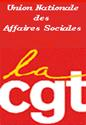 Union Nationale
des
Affaires Sociales
la
cgt